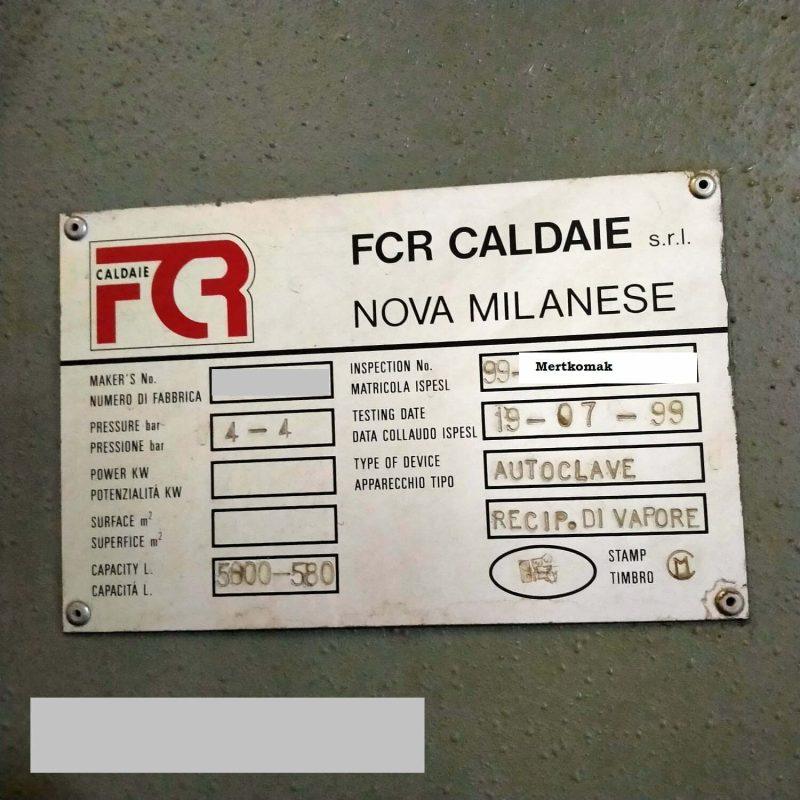 CALDAIE
FCR
FCR CALDAIE s.r.l.
NOVA MILANESE
MAKER'S No.
NUMERO DI FABBRICA
PRESSURE bar
PRESSIONE bar
4-4
POWER KW
POTENZIALITÀ KW
SURFACE m²
SUPERFICE m²
CAPACITY L.
CAPACITÀ L.
5800-580
INSPECTION No.
MATRICOLA ISPESL
99-
Mertkomak
TESTING DATE
DATA COLLAUDO ISPESL
19-07-99
TYPE OF DEVICE
APPARECCHIO TIPO
AUTOCLAVE
RECIP. DI VAPORE
STAMP
TIMBRO